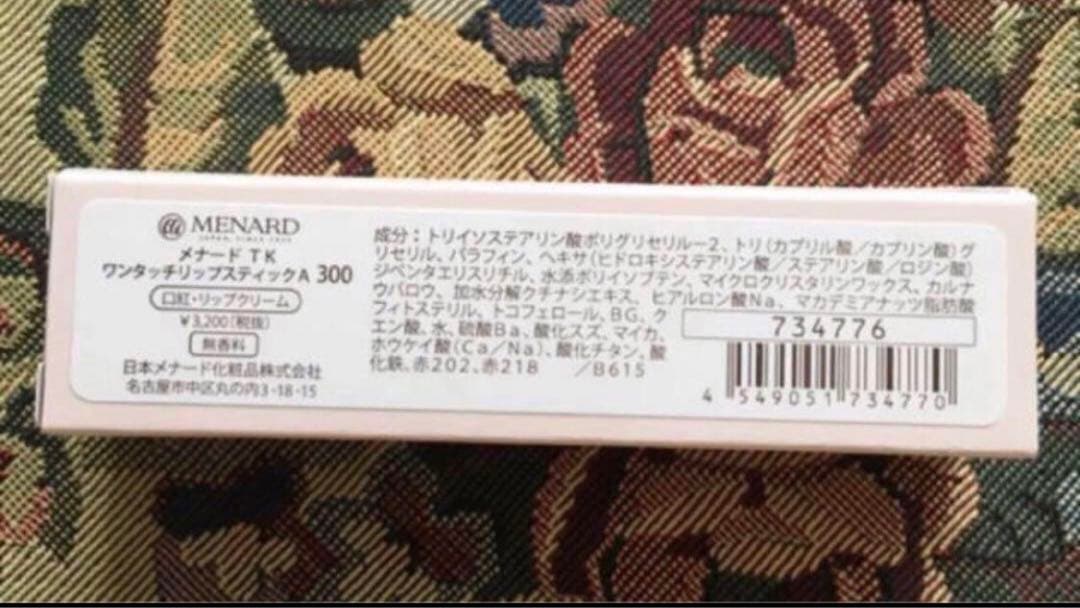 MENARD
JAPAN, SINCE 1959
メナード TK
ワンタッチリップスティックA 300
口紅・リップクリーム
¥3,200(税抜)
無香料
日本メナード化粧品株式会社
名古屋市中区丸の内3-18-15
成分：トリイソステアリン酸ポリグリセリル-2、トリ(カプリル酸/カプリン酸)グ
リセリル、パラフィン、ヘキサ(ヒドロキシステアリン酸/ステアリン酸/ロジン酸)
ジペンタエリスリチル、水添ポリイソブテン、マイクロクリスタリンワックス、カルナ
ウバロウ、加水分解クチナシエキス、ヒアルロン酸Na、マカデミアナッツ脂肪酸
フィトステリル、トコフェロール、BG、ク
エン酸、水、硫酸Ba、酸化スズ、マイカ、
ホウケイ酸(Ca/Na)、酸化チタン、酸
化鉄、赤202、赤218 /B615
734776
4 549051 734770